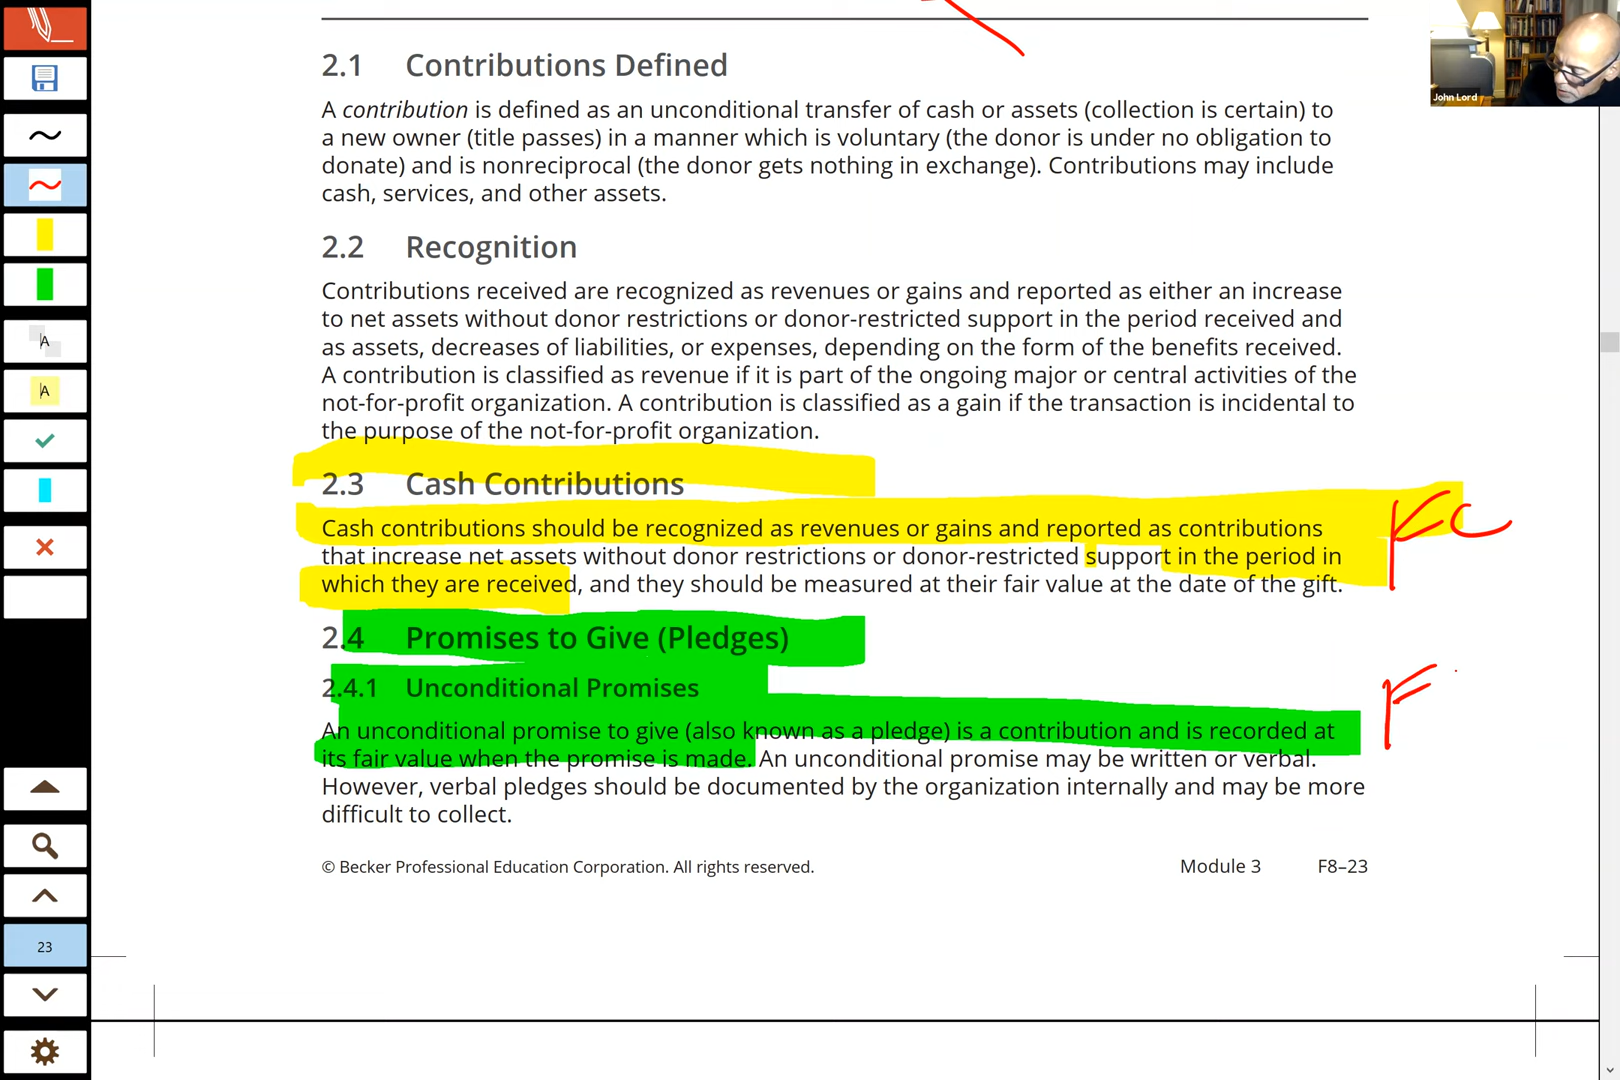 John Lord
2.1 Contributions Defined
A contribution is defined as an unconditional transfer of cash or assets (collection is certain) to
a new owner (title passes) in a manner which is voluntary (the donor is under no obligation to
donate) and is nonreciprocal (the donor gets nothing in exchange). Contributions may include
cash, services, and other assets.
2.2 Recognition
Contributions received are recognized as revenues or gains and reported as either an increase
to net assets without donor restrictions or donor-restricted support in the period received and
as assets, decreases of liabilities, or expenses, depending on the form of the benefits received.
A contribution is classified as revenue if it is part of the ongoing major or central activities of the
not-for-profit organization. A contribution is classified as a gain if the transaction is incidental to
the purpose of the not-for-profit organization.
2.3 Cash Contributions
Cash contributions should be recognized as revenues or gains and reported as contributions
that increase net assets without donor restrictions or donor-restricted support in the period in
which they are received, and they should be measured at their fair value at the date of the gift.
2.4 Promises to Give (Pledges)
2.4.1 Unconditional Promises
An unconditional promise to give (also known as a pledge) is a contribution and is recorded at
its fair value when the promise is made. An unconditional promise may be written or verbal.
However, verbal pledges should be documented by the organization internally and may be more
difficult to collect.
© Becker Professional Education Corporation. All rights reserved. Module 3 F8–23
A
A
23
F